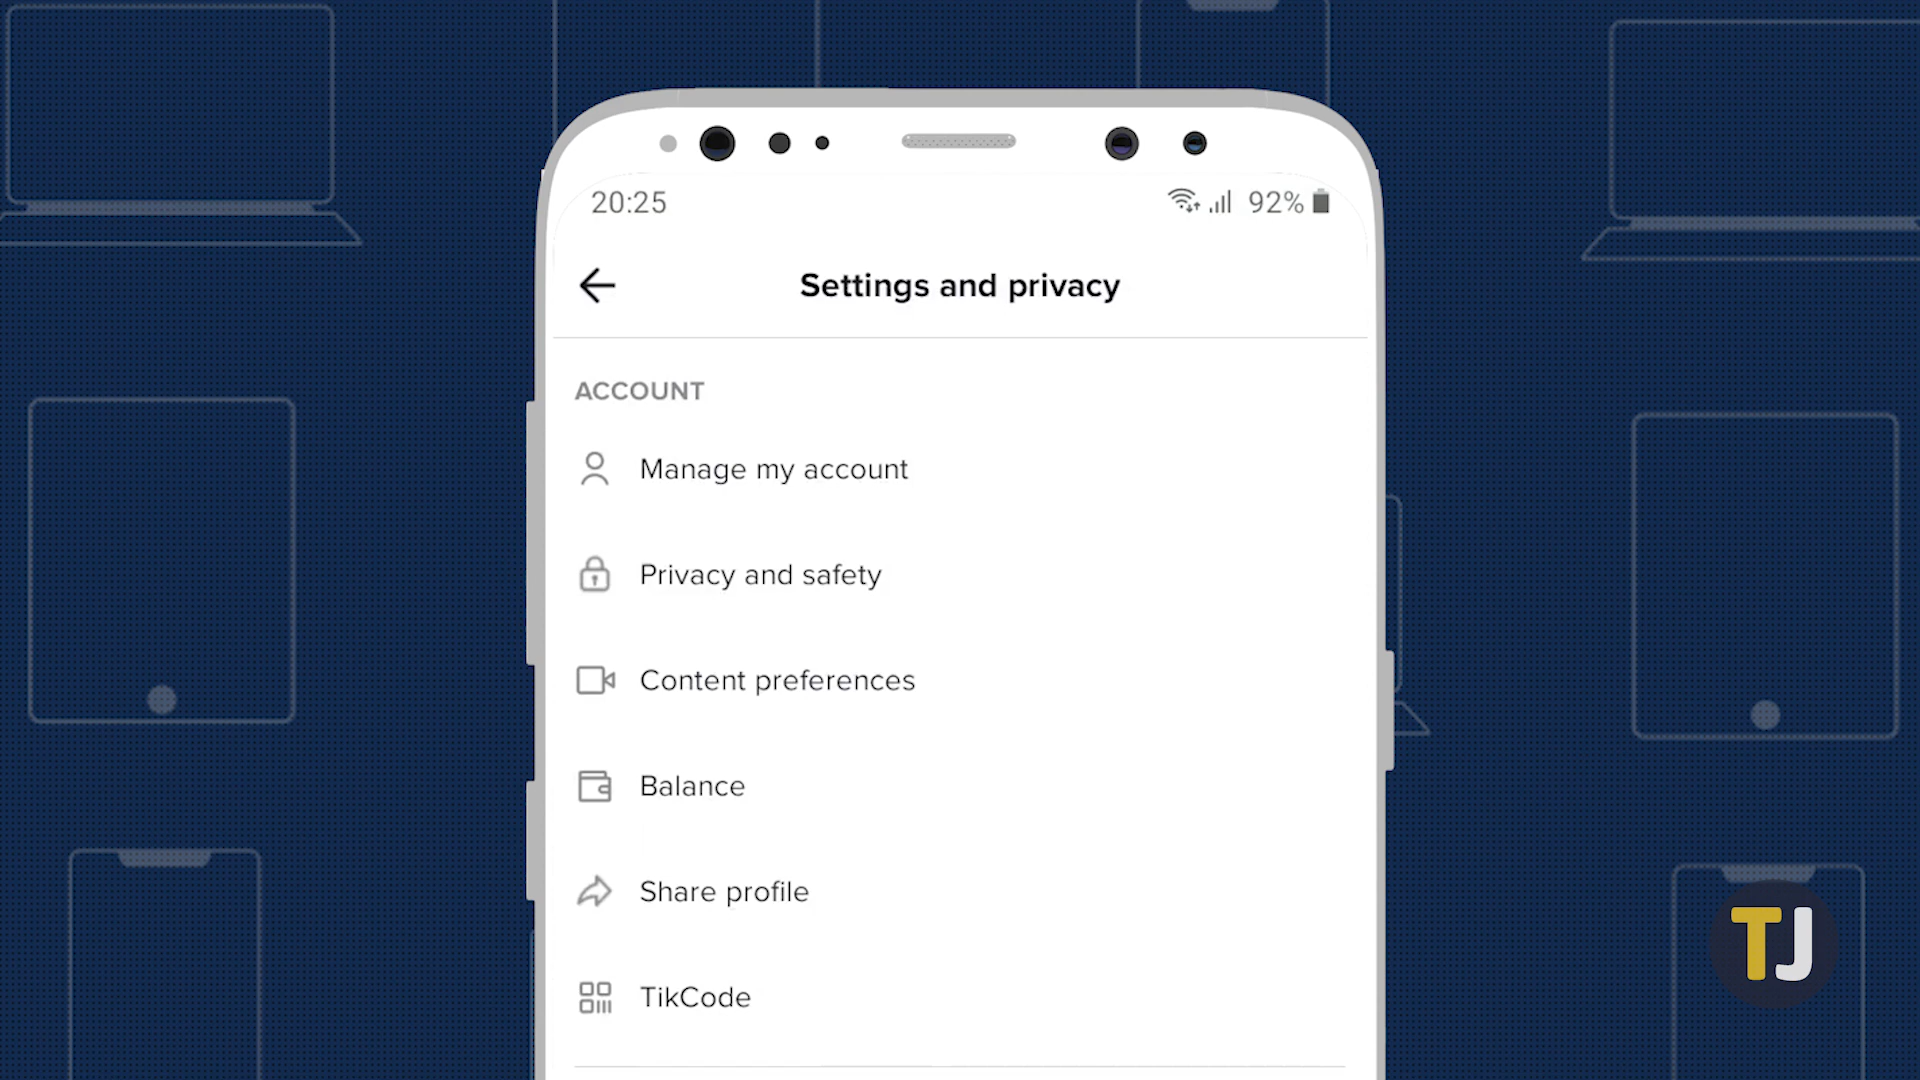 20:25
92%
Settings and privacy
ACCOUNT
Manage my account
Privacy and safety
Content preferences
Balance
Share profile
TikCode
TJ